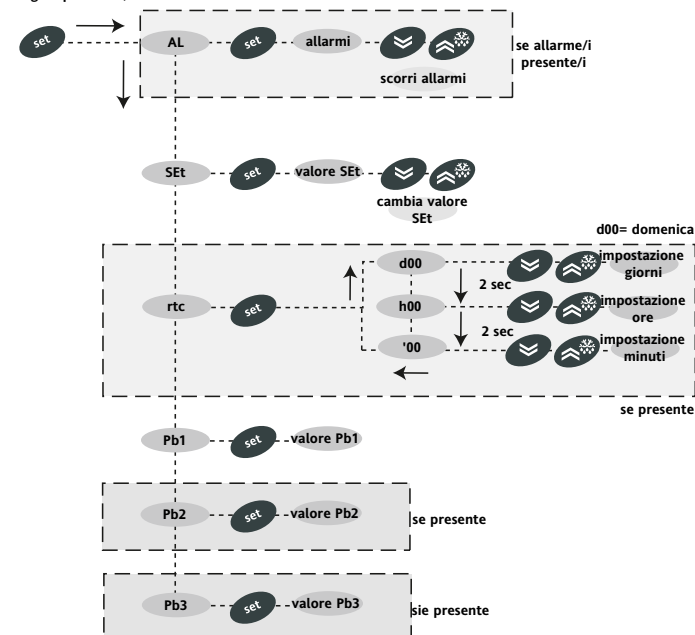 set AL set allarmi
se allarme/i
presente/i
scorri allarmi
SEt set valore SEt
cambia valore
SEt
d00= domenica
d00 impostazione
giorni
2 sec
rtc set h00 impostazione
ore
2 sec
'00 impostazione
minuti
se presente
Pb1 set valore Pb1
Pb2 set valore Pb2 se presente
Pb3 set valore Pb3 sie presente